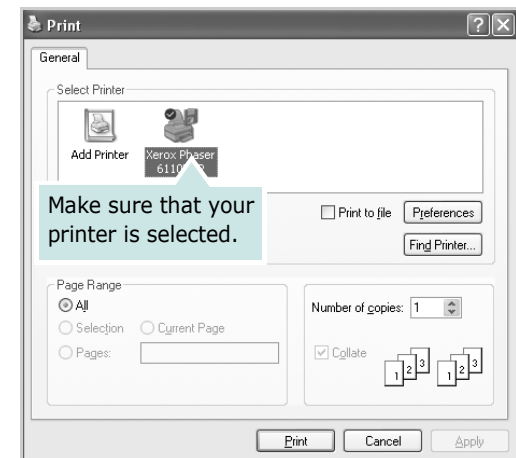 Print
General
Select Printer
Add Printer
Xerox Phaser
Make sure that your
printer is selected.
Print to file
Preferences
Find Printer...
Page Range
All
Selection
Current Page
Pages:
Number of copies: 1
Collate
1 2 3 1 2 3
Print
Cancel
Apply